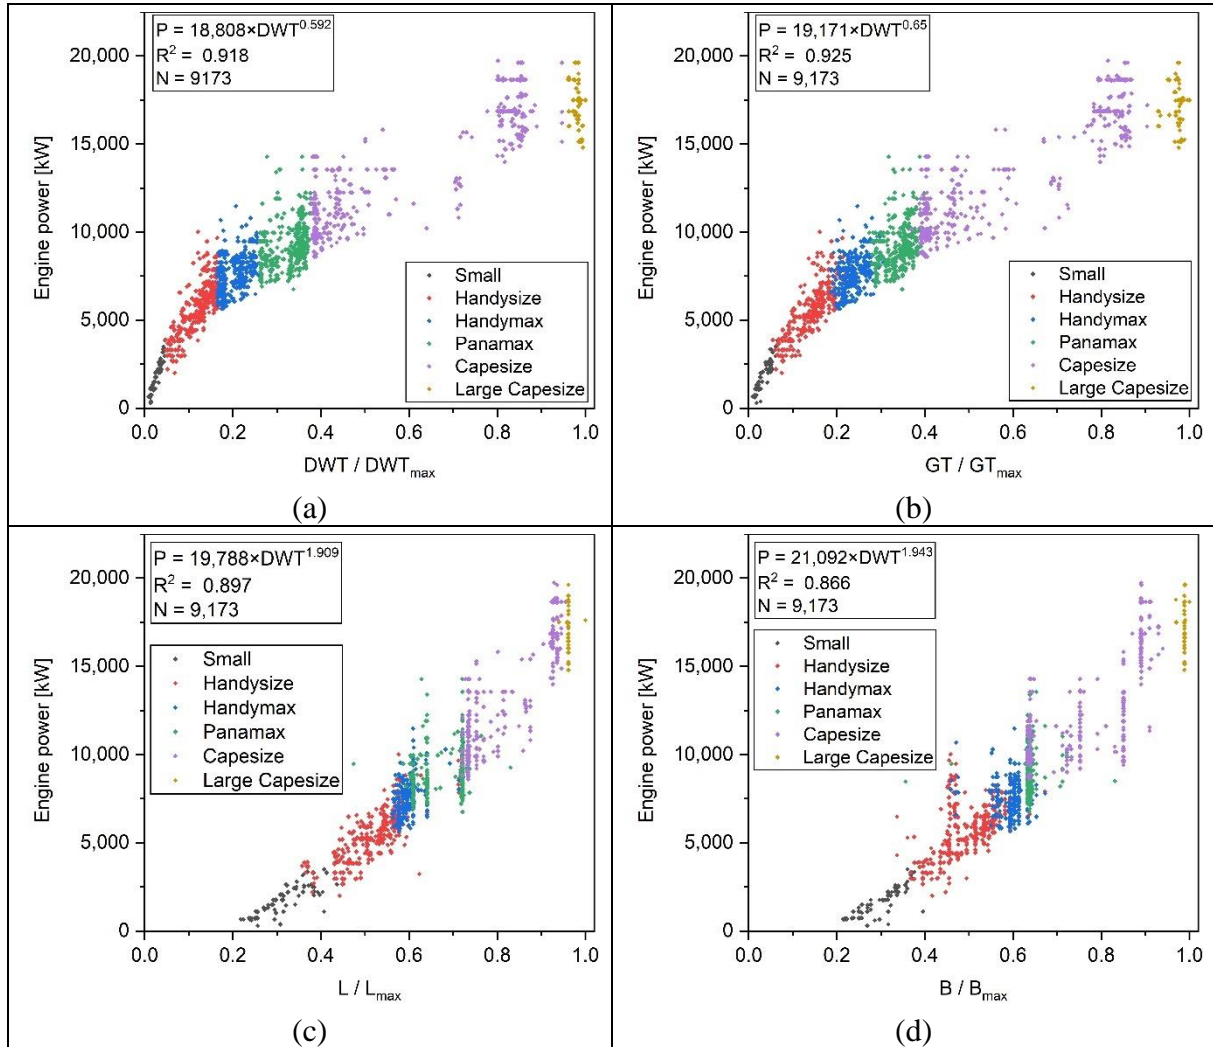 P = 18,808×DWT^0.592
R² = 0.918
N = 9173
20,000
15,000
10,000
5,000
0
Engine power [kW]
Small
Handysize
Handymax
Panamax
Capesize
Large Capesize
0.0 0.2 0.4 0.6 0.8 1.0
DWT / DWTmax
(a)
P = 19,171×DWT^0.65
R² = 0.925
N = 9,173
20,000
15,000
10,000
5,000
0
Engine power [kW]
Small
Handysize
Handymax
Panamax
Capesize
Large Capesize
0.0 0.2 0.4 0.6 0.8 1.0
GT / GTmax
(b)
P = 19,788×DWT^1.909
R² = 0.897
N = 9,173
20,000
15,000
10,000
5,000
0
Engine power [kW]
Small
Handysize
Handymax
Panamax
Capesize
Large Capesize
0.0 0.2 0.4 0.6 0.8 1.0
L / Lmax
(c)
P = 21,092×DWT^1.943
R² = 0.866
N = 9,173
20,000
15,000
10,000
5,000
0
Engine power [kW]
Small
Handysize
Handymax
Panamax
Capesize
Large Capesize
0.0 0.2 0.4 0.6 0.8 1.0
B / Bmax
(d)